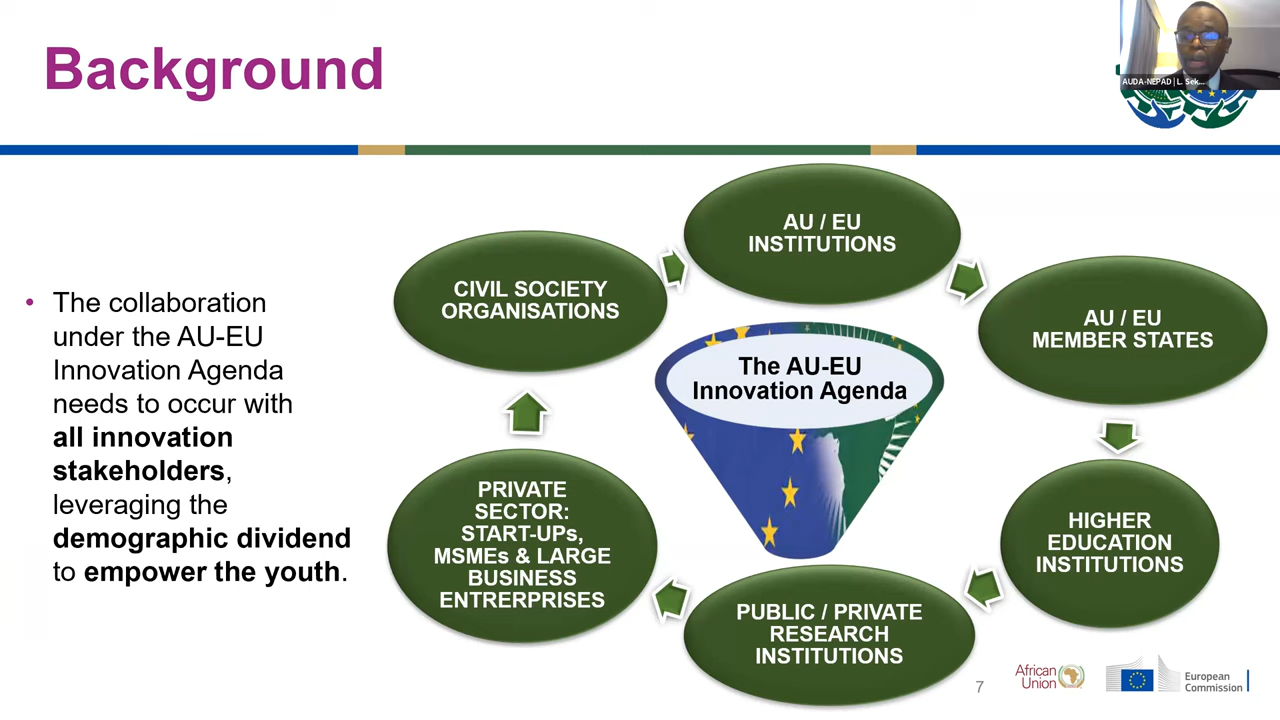 Background
AUDA-NEPAD | L. Sek...
• The collaboration
under the AU-EU
Innovation Agenda
needs to occur with
all innovation
stakeholders,
leveraging the
demographic dividend
to empower the youth.
AU / EU
INSTITUTIONS
AU / EU
MEMBER STATES
HIGHER
EDUCATION
INSTITUTIONS
PUBLIC / PRIVATE
RESEARCH
INSTITUTIONS
PRIVATE
SECTOR:
START-UPs,
MSMEs & LARGE
BUSINESS
ENTRERPRISES
CIVIL SOCIETY
ORGANISATIONS
The AU-EU
Innovation Agenda
7
African
Union
European
Commission